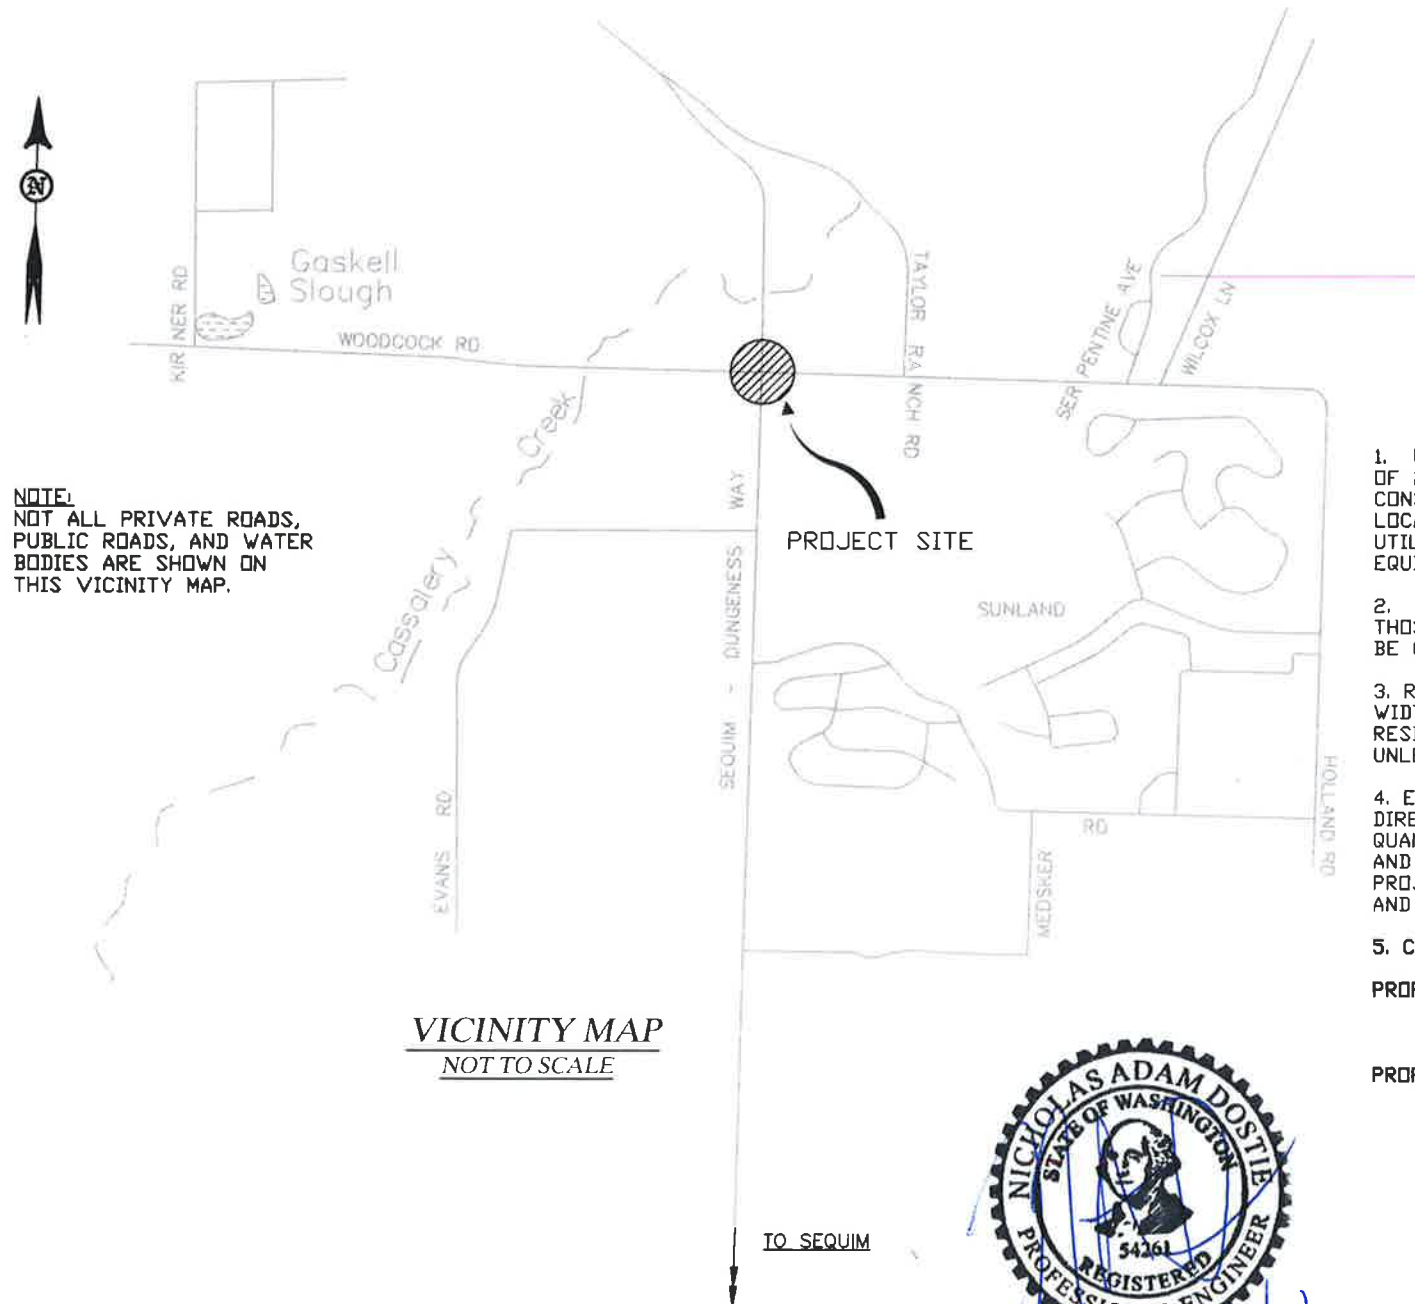 N
Gaskell
Slough
KIRNER RD
WOODCOCK RD
TAYLOR RANCH RD
SERPENTINE AVE
WILCOX LN
Cassalery Creek
NOTE:
NOT ALL PRIVATE ROADS,
PUBLIC ROADS, AND WATER
BODIES ARE SHOWN ON
THIS VICINITY MAP.
PROJECT SITE
SEQUIM - DUNGENESS WAY
SUNLAND
EVANS RD
MEDSKER
RD
HOLLAND RD
VICINITY MAP
NOT TO SCALE
TO SEQUIM
NICHOLAS ADAM DOSTIE
STATE OF WASHINGTON
54261
REGISTERED
PROFESSIONAL ENGINEER
1.
OF
CONS
LOCA
UTIL
EQUI
2.
THOS
BE
3. R
WIDT
RESI
UNLE
4. E
DIRE
QUAN
AND
PROJ
AND
5. C